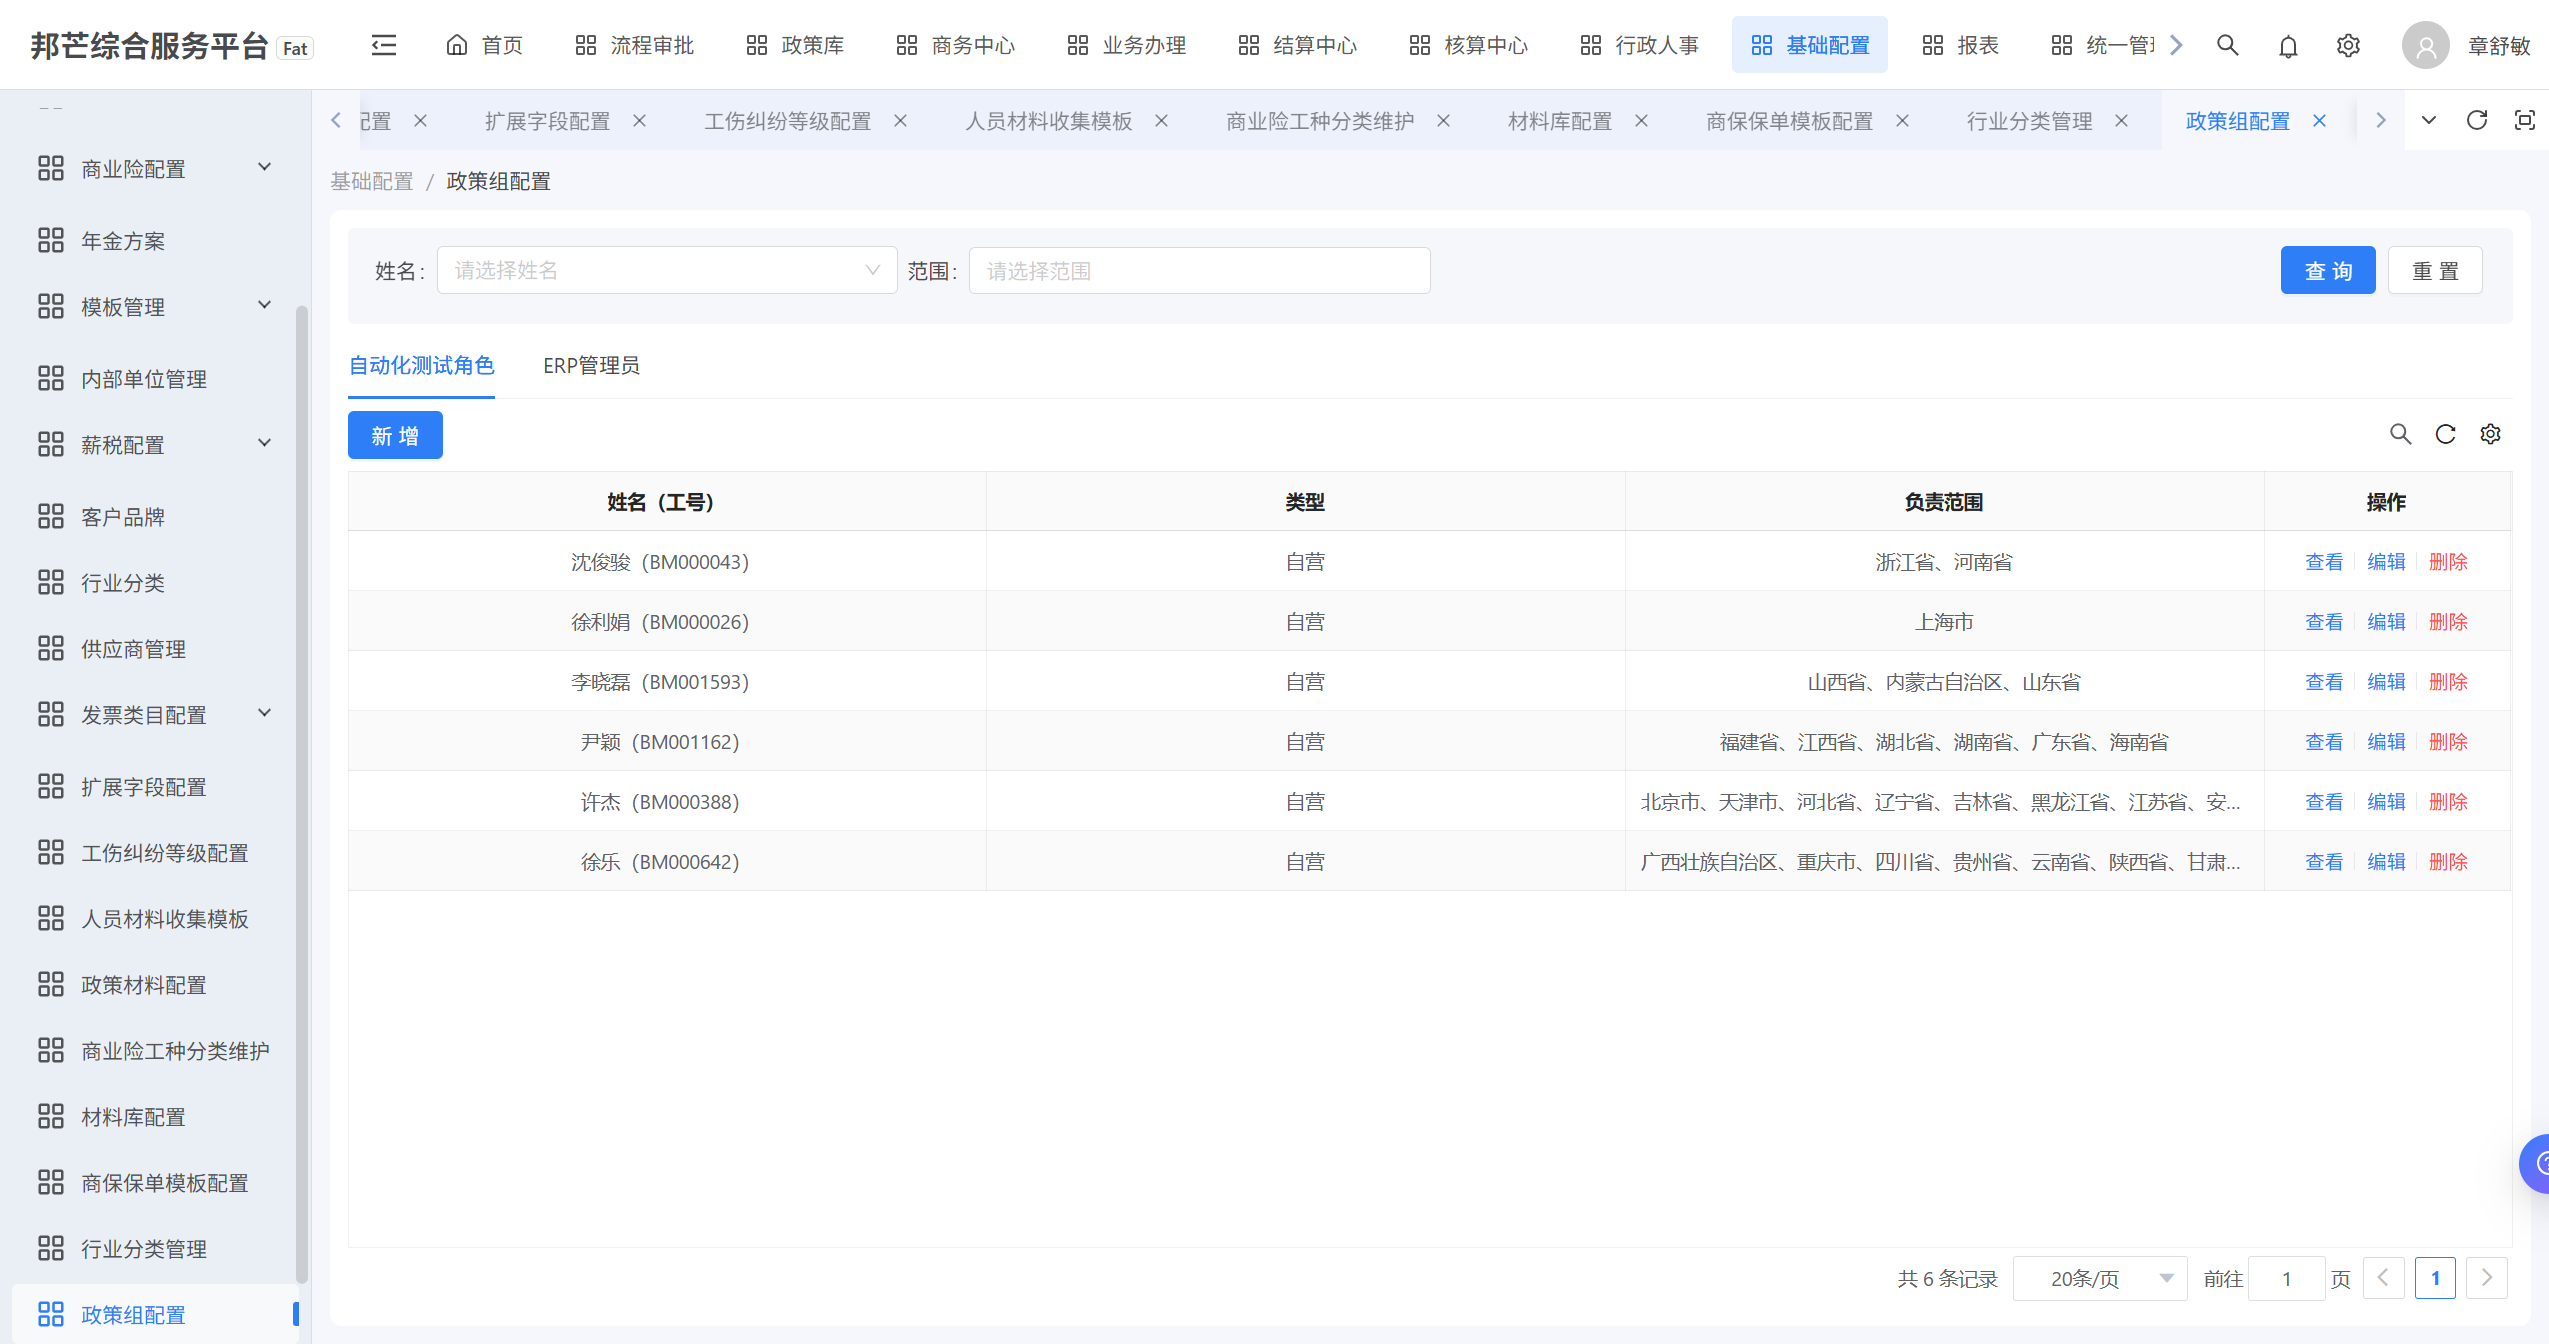 邦芒综合服务平台 Fat
首页 流程审批 政策库 商务中心 业务办理 结算中心 核算中心 行政人事 基础配置 报表 统一管 章舒敏
配置 扩展字段配置 工伤纠纷等级配置 人员材料收集模板 商业险工种分类维护 材料库配置 商保保单模板配置 行业分类管理 政策组配置
商业险配置
年金方案
模板管理
内部单位管理
薪税配置
客户品牌
行业分类
供应商管理
发票类目配置
扩展字段配置
工伤纠纷等级配置
人员材料收集模板
政策材料配置
商业险工种分类维护
材料库配置
商保保单模板配置
行业分类管理
政策组配置
基础配置 / 政策组配置
姓名: 请选择姓名 范围: 请选择范围 查 询 重 置
自动化测试角色 ERP管理员
新 增
姓名（工号） 类型 负责范围 操作
沈俊骏（BM000043） 自营 浙江省、河南省 查看 编辑 删除
徐利娟（BM000026） 自营 上海市 查看 编辑 删除
李晓磊（BM001593） 自营 山西省、内蒙古自治区、山东省 查看 编辑 删除
尹颖（BM001162） 自营 福建省、江西省、湖北省、湖南省、广东省、海南省 查看 编辑 删除
许杰（BM000388） 自营 北京市、天津市、河北省、辽宁省、吉林省、黑龙江省、江苏省、安... 查看 编辑 删除
徐乐（BM000642） 自营 广西壮族自治区、重庆市、四川省、贵州省、云南省、陕西省、甘肃... 查看 编辑 删除
共 6 条记录 20条/页 前往 1 页 1